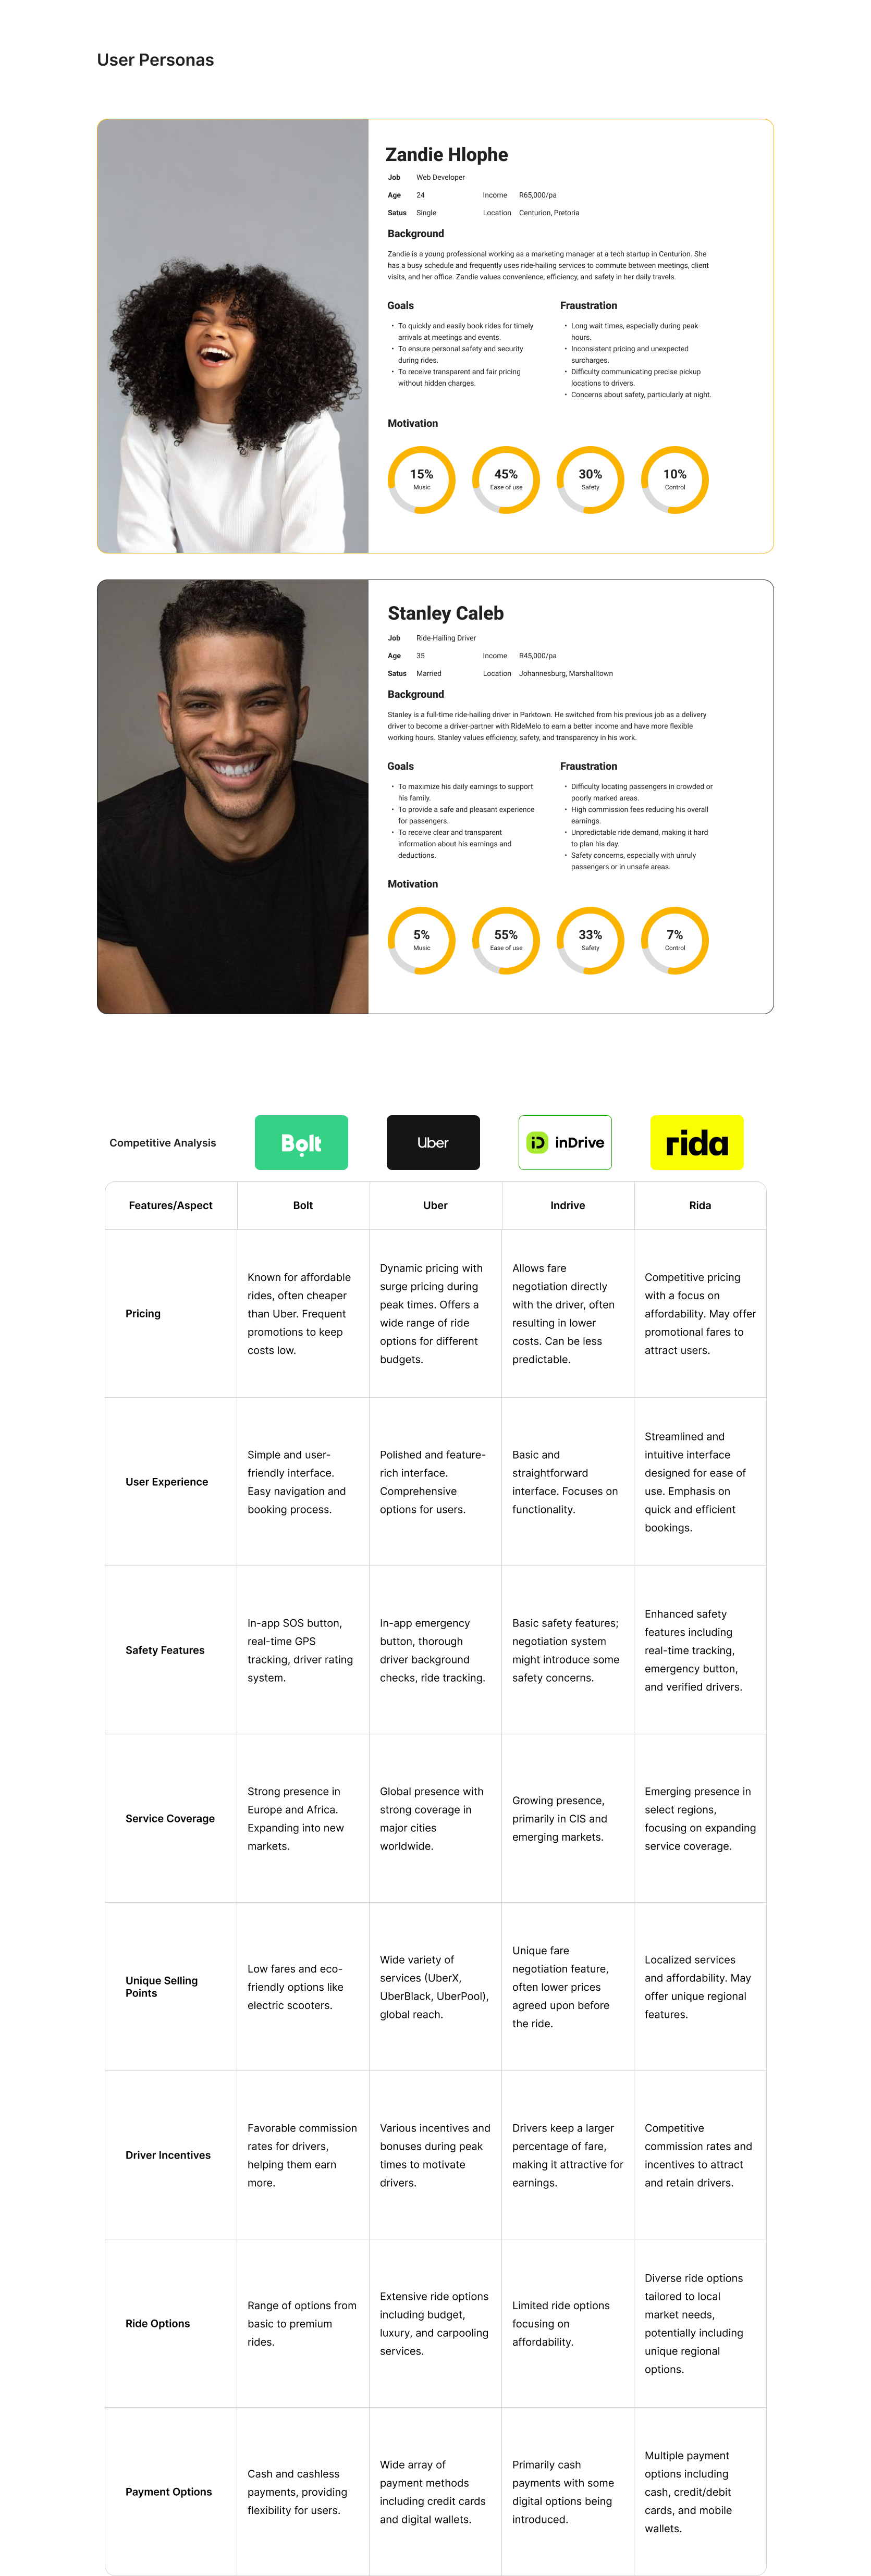 User Personas
Zandie Hlophe
Job Web Developer
Age 24 Income R65,000/pa
Satus Single Location Centurion, Pretoria
Background
Zandie is a young professional working as a marketing manager at a tech startup in Centurion. She
has a busy schedule and frequently uses ride-hailing services to commute between meetings, client
visits, and her office. Zandie values convenience, efficiency, and safety in her daily travels.
Goals
• To quickly and easily book rides for timely
arrivals at meetings and events.
• To ensure personal safety and security
during rides.
• To receive transparent and fair pricing
without hidden charges.
Fraustration
• Long wait times, especially during peak
hours.
• Inconsistent pricing and unexpected
surcharges.
• Difficulty communicating precise pickup
locations to drivers.
• Concerns about safety, particularly at night.
Motivation
15%
Music
45%
Ease of use
30%
Safety
10%
Control
Stanley Caleb
Job Ride-Hailing Driver
Age 35 Income R45,000/pa
Satus Married Location Johannesburg, Marshalltown
Background
Stanley is a full-time ride-hailing driver in Parktown. He switched from his previous job as a delivery
driver to become a driver-partner with RideMelo to earn a better income and have more flexible
working hours. Stanley values efficiency, safety, and transparency in his work.
Goals
• To maximize his daily earnings to support
his family.
• To provide a safe and pleasant experience
for passengers.
• To receive clear and transparent
information about his earnings and
deductions.
Fraustration
• Difficulty locating passengers in crowded or
poorly marked areas.
• High commission fees reducing his overall
earnings.
• Unpredictable ride demand, making it hard
to plan his day.
• Safety concerns, especially with unruly
passengers or in unsafe areas.
Motivation
5%
Music
55%
Ease of use
33%
Safety
7%
Control
Competitive Analysis
Bolt
Uber
iD inDrive
rida
Features/Aspect
Bolt
Uber
Indrive
Rida
Pricing
Known for affordable
rides, often cheaper
than Uber. Frequent
promotions to keep
costs low.
Dynamic pricing with
surge pricing during
peak times. Offers a
wide range of ride
options for different
budgets.
Allows fare
negotiation directly
with the driver, often
resulting in lower
costs. Can be less
predictable.
Competitive pricing
with a focus on
affordability. May offer
promotional fares to
attract users.
User Experience
Simple and user-
friendly interface.
Easy navigation and
booking process.
Polished and feature-
rich interface.
Comprehensive
options for users.
Basic and
straightforward
interface. Focuses on
functionality.
Streamlined and
intuitive interface
designed for ease of
use. Emphasis on
quick and efficient
bookings.
Safety Features
In-app SOS button,
real-time GPS
tracking, driver rating
system.
In-app emergency
button, thorough
driver background
checks, ride tracking.
Basic safety features;
negotiation system
might introduce some
safety concerns.
Enhanced safety
features including
real-time tracking,
emergency button,
and verified drivers.
Service Coverage
Strong presence in
Europe and Africa.
Expanding into new
markets.
Global presence with
strong coverage in
major cities
worldwide.
Growing presence,
primarily in CIS and
emerging markets.
Emerging presence in
select regions,
focusing on expanding
service coverage.
Unique Selling
Points
Low fares and eco-
friendly options like
electric scooters.
Wide variety of
services (UberX,
UberBlack, UberPool),
global reach.
Unique fare
negotiation feature,
often lower prices
agreed upon before
the ride.
Localized services
and affordability. May
offer unique regional
features.
Driver Incentives
Favorable commission
rates for drivers,
helping them earn
more.
Various incentives and
bonuses during peak
times to motivate
drivers.
Drivers keep a larger
percentage of fare,
making it attractive for
earnings.
Competitive
commission rates and
incentives to attract
and retain drivers.
Ride Options
Range of options from
basic to premium
rides.
Extensive ride options
including budget,
luxury, and carpooling
services.
Limited ride options
focusing on
affordability.
Diverse ride options
tailored to local
market needs,
potentially including
unique regional
options.
Payment Options
Cash and cashless
payments, providing
flexibility for users.
Wide array of
payment methods
including credit cards
and digital wallets.
Primarily cash
payments with some
digital options being
introduced.
Multiple payment
options including
cash, credit/debit
cards, and mobile
wallets.